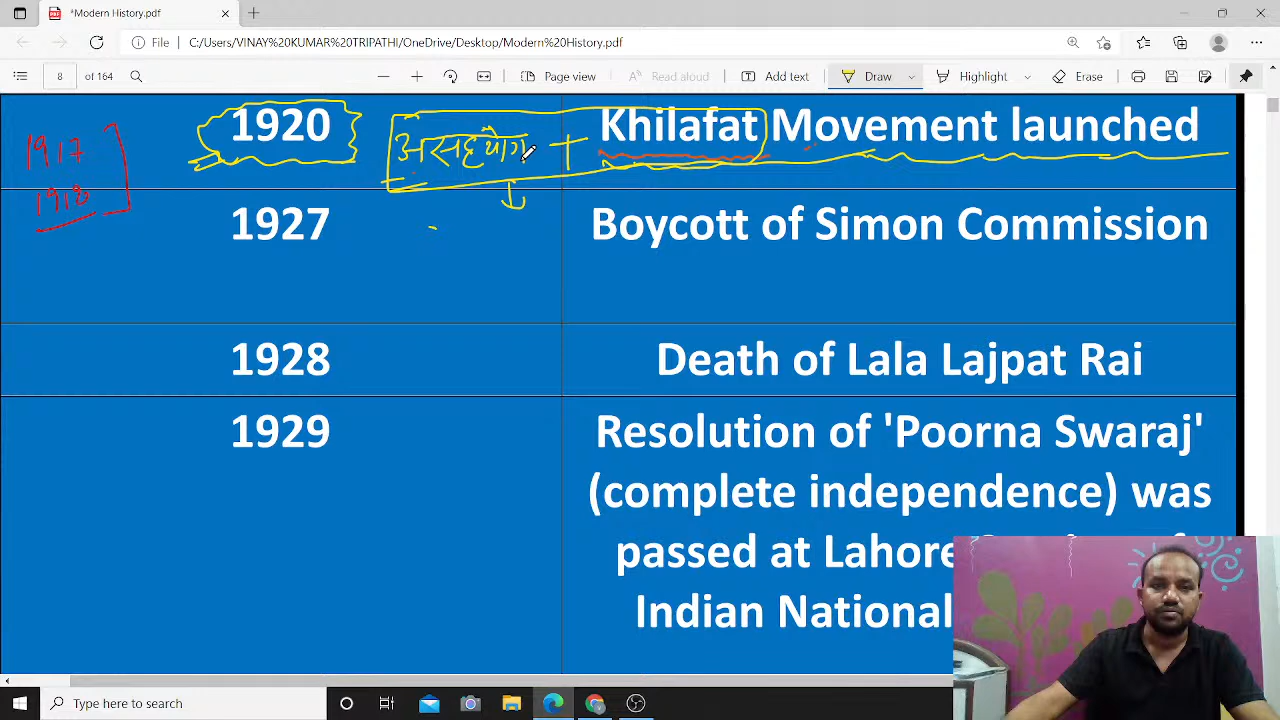 *Modern History.pdf
File C:/Users/VINAY%20KUMAR%20TRIPATHI/OneDrive/Desktop/Modern%20History.pdf
8 of 164 Page view Read aloud Add text Draw Highlight Erase
1917
1918
1920 असहयोग + Khilafat Movement launched
1927 Boycott of Simon Commission
1928 Death of Lala Lajpat Rai
1929 Resolution of 'Poorna Swaraj'
(complete independence) was
passed at Lahore
Indian National
Type here to search